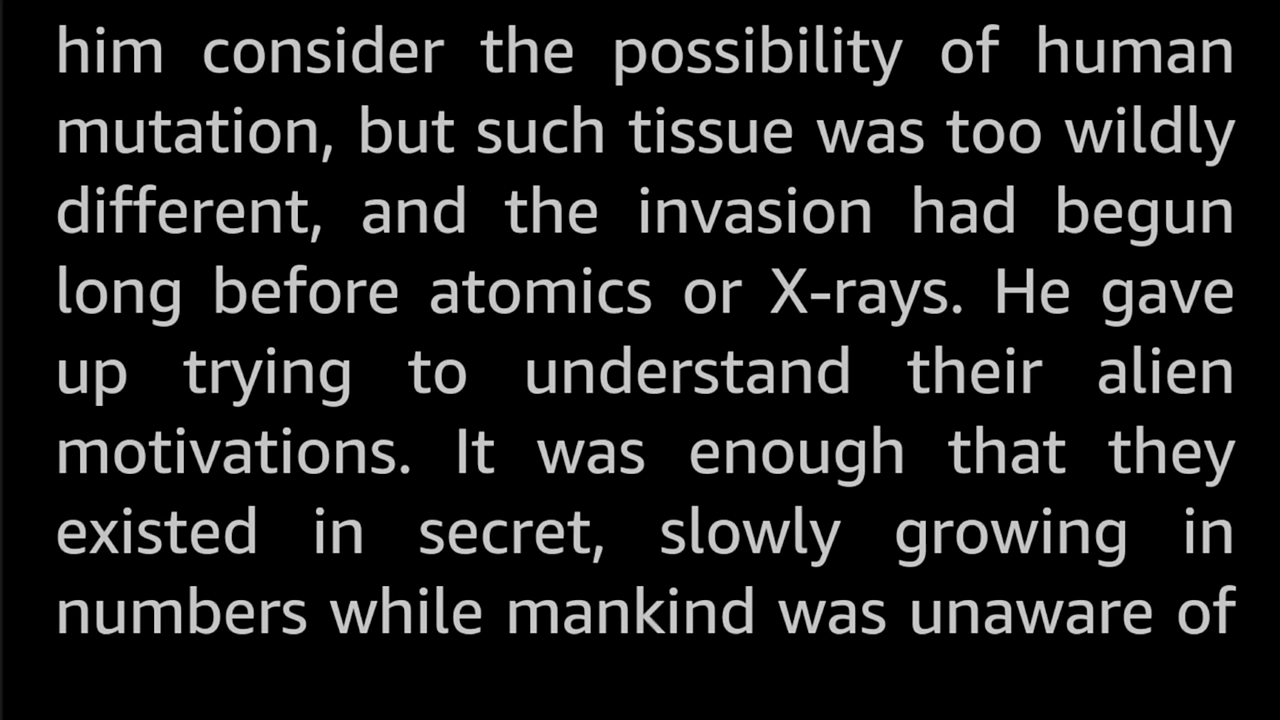 him consider the possibility of human
mutation, but such tissue was too wildly
different, and the invasion had begun
long before atomics or X-rays. He gave
up trying to understand their alien
motivations. It was enough that they
existed in secret, slowly growing in
numbers while mankind was unaware of